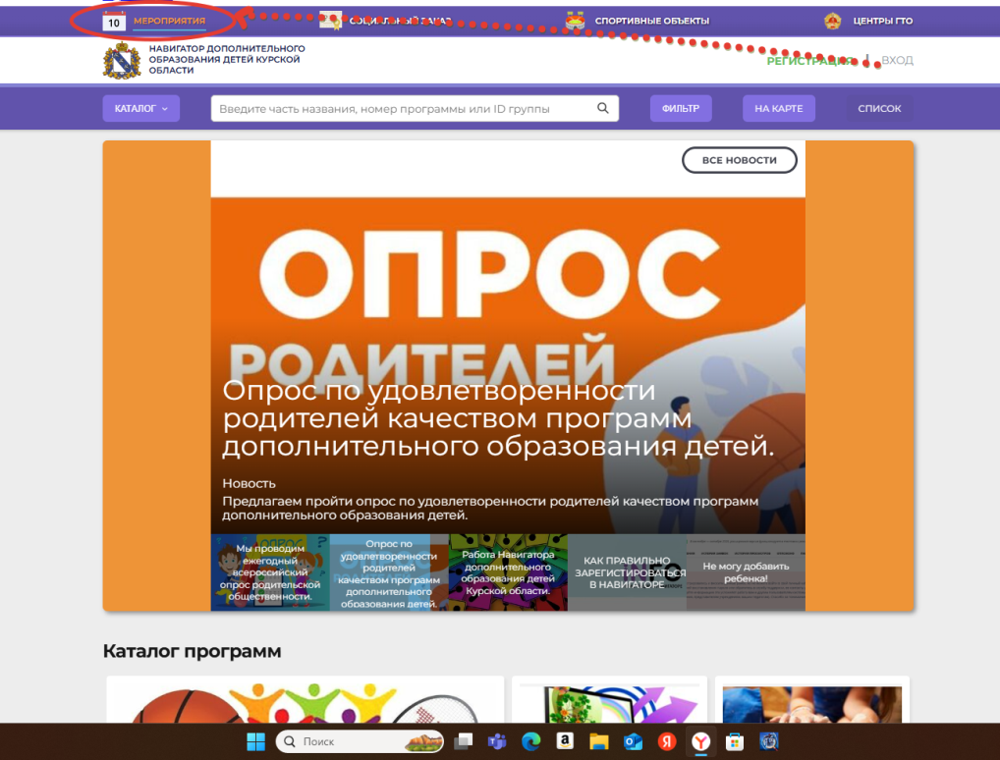 10 МЕРОПРИЯТИЯ
СОЦИАЛЬНЫЙ ЗАКАЗ
СПОРТИВНЫЕ ОБЪЕКТЫ
ЦЕНТРЫ ГТО
НАВИГАТОР ДОПОЛНИТЕЛЬНОГО
ОБРАЗОВАНИЯ ДЕТЕЙ КУРСКОЙ
ОБЛАСТИ
РЕГИСТРАЦИЯ
ВХОД
КАТАЛОГ
Введите часть названия, номер программы или ID группы
ФИЛЬТР
НА КАРТЕ
СПИСОК
ВСЕ НОВОСТИ
ОПРОС
РОДИТЕЛЕЙ
Опрос по удовлетворенности
родителей качеством программ
дополнительного образования детей.
Новость
Предлагаем пройти опрос по удовлетворенности родителей качеством программ
дополнительного образования детей.
Мы проводим
ежегодный
всероссийский
опрос родительской
общественности.
Опрос по
удовлетворенности
родителей
качеством программ
дополнительного
образования детей.
Работа Навигатора
дополнительного
образования детей
Курской области.
КАК ПРАВИЛЬНО
ЗАРЕГИСТИРОВАТЬСЯ
В НАВИГАТОРЕ
Не могу добавить
ребенка!
Каталог программ
Поиск